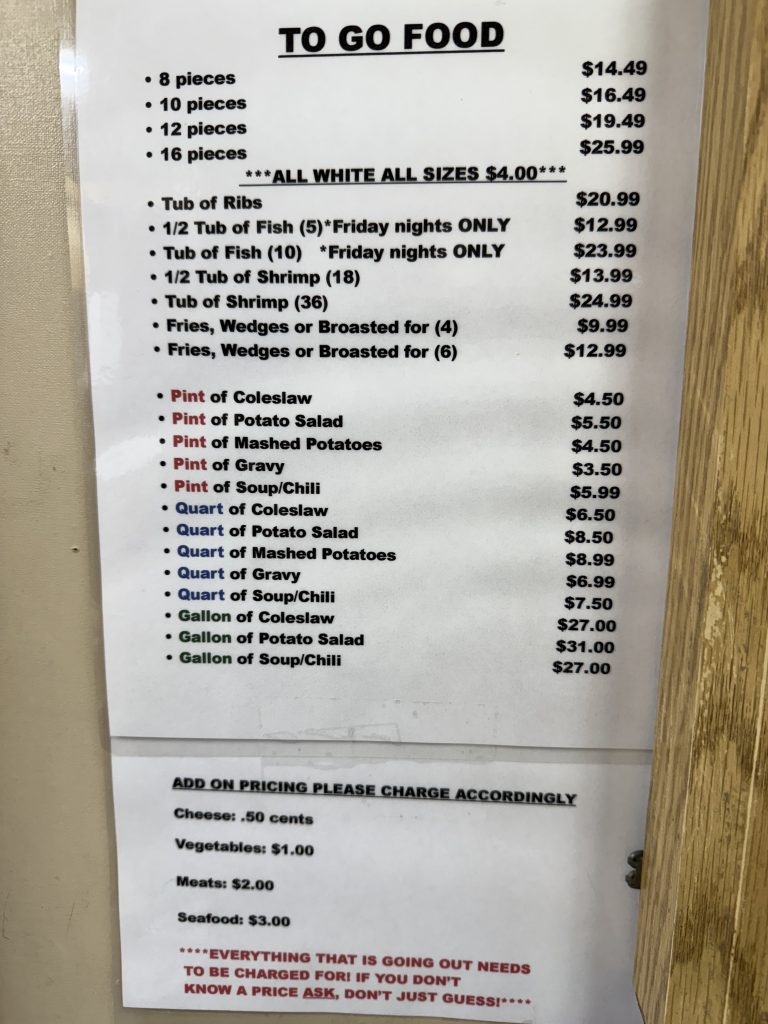 TO GO FOOD
• 8 pieces $14.49
• 10 pieces $16.49
• 12 pieces $19.49
• 16 pieces $25.99
***ALL WHITE ALL SIZES $4.00***
• Tub of Ribs $20.99
• 1/2 Tub of Fish (5)*Friday nights ONLY $12.99
• Tub of Fish (10) *Friday nights ONLY $23.99
• 1/2 Tub of Shrimp (18) $13.99
• Tub of Shrimp (36) $24.99
• Fries, Wedges or Broasted for (4) $9.99
• Fries, Wedges or Broasted for (6) $12.99
• Pint of Coleslaw $4.50
• Pint of Potato Salad $5.50
• Pint of Mashed Potatoes $4.50
• Pint of Gravy $3.50
• Pint of Soup/Chili $5.99
• Quart of Coleslaw $6.50
• Quart of Potato Salad $8.50
• Quart of Mashed Potatoes $8.99
• Quart of Gravy $6.99
• Quart of Soup/Chili $7.50
• Gallon of Coleslaw $27.00
• Gallon of Potato Salad $31.00
• Gallon of Soup/Chili $27.00
ADD ON PRICING PLEASE CHARGE ACCORDINGLY
Cheese: .50 cents
Vegetables: $1.00
Meats: $2.00
Seafood: $3.00
****EVERYTHING THAT IS GOING OUT NEEDS
TO BE CHARGED FOR! IF YOU DON'T
KNOW A PRICE ASK, DON'T JUST GUESS!****